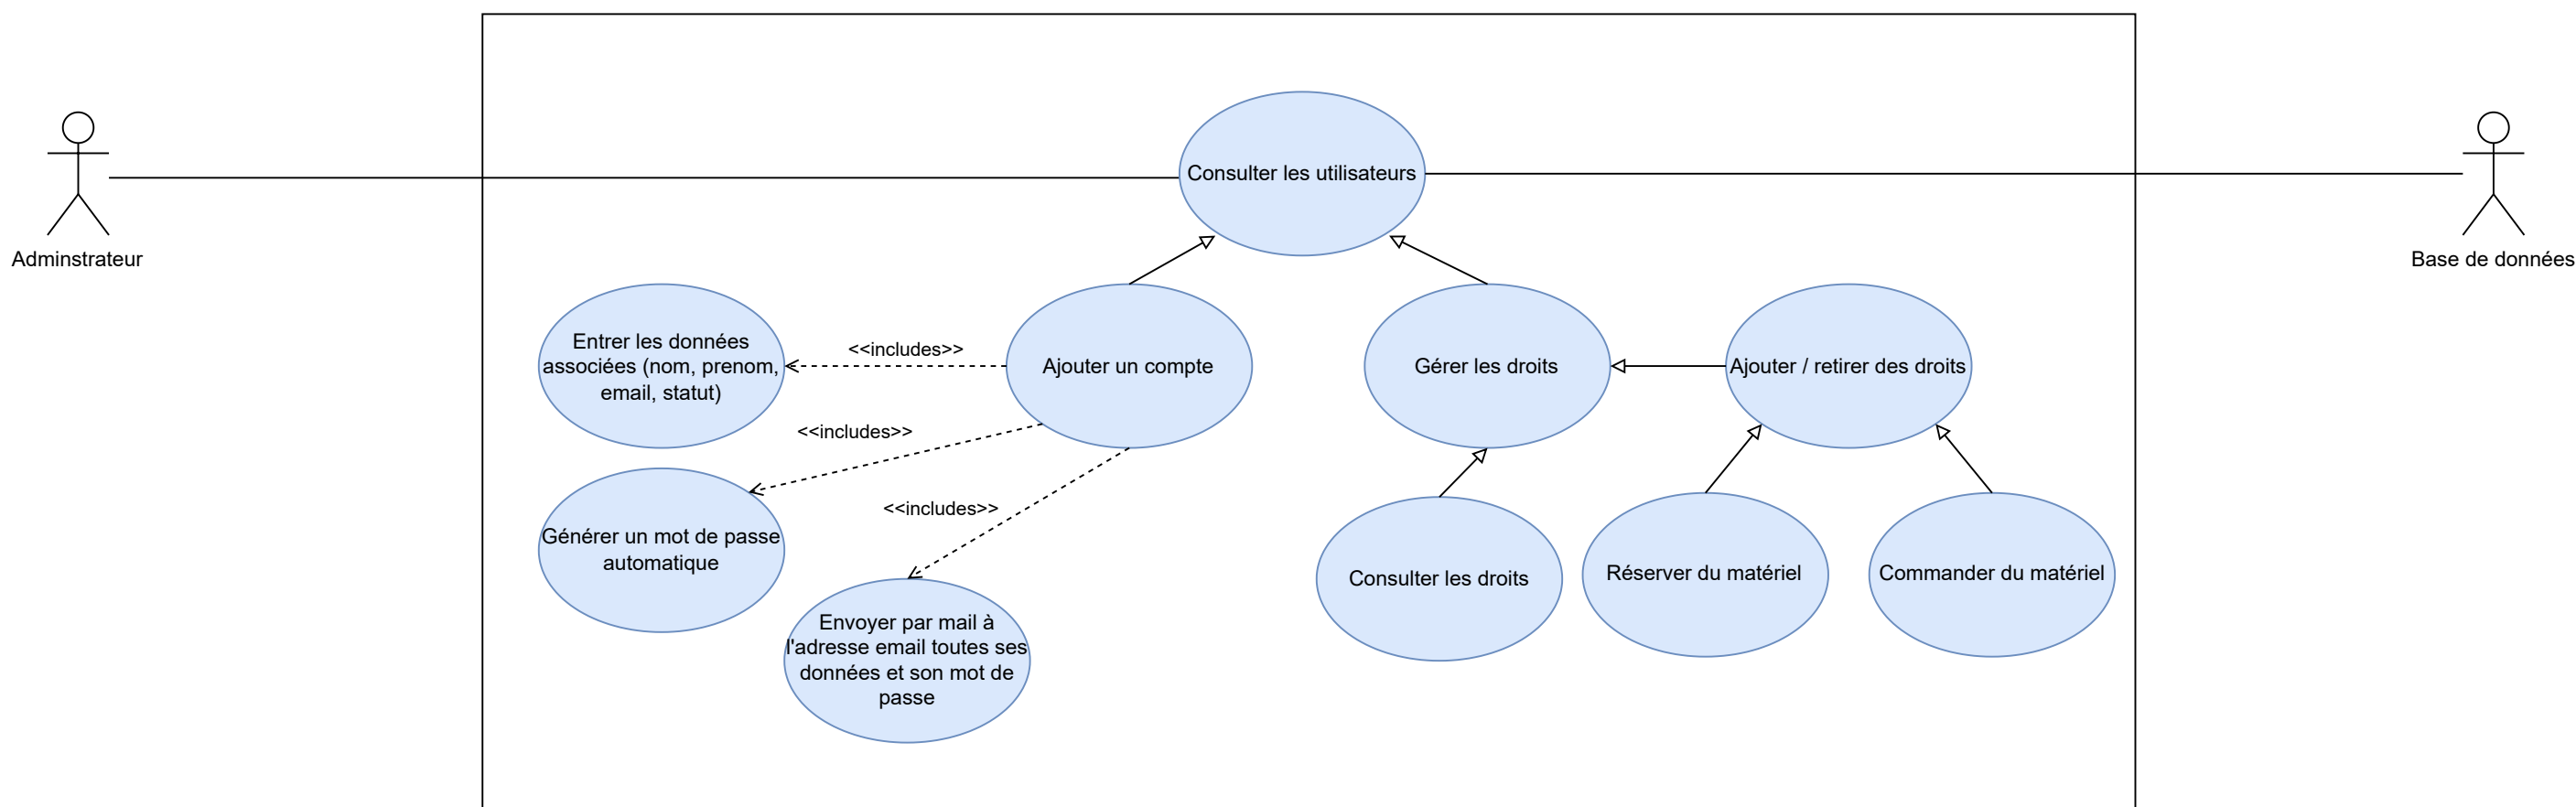 Consulter les utilisateurs
Adminstrateur
Base de données
Entrer les données
associées (nom, prenom,
email, statut)
<<includes>>
Ajouter un compte
Gérer les droits
Ajouter / retirer des droits
<<includes>>
<<includes>>
Générer un mot de passe
automatique
Consulter les droits
Réserver du matériel
Commander du matériel
Envoyer par mail à
l'adresse email toutes ses
données et son mot de
passe